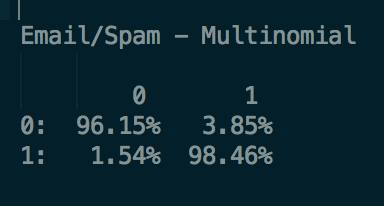 Email/Spam - Multinomial
0 1
0: 96.15% 3.85%
1: 1.54% 98.46%